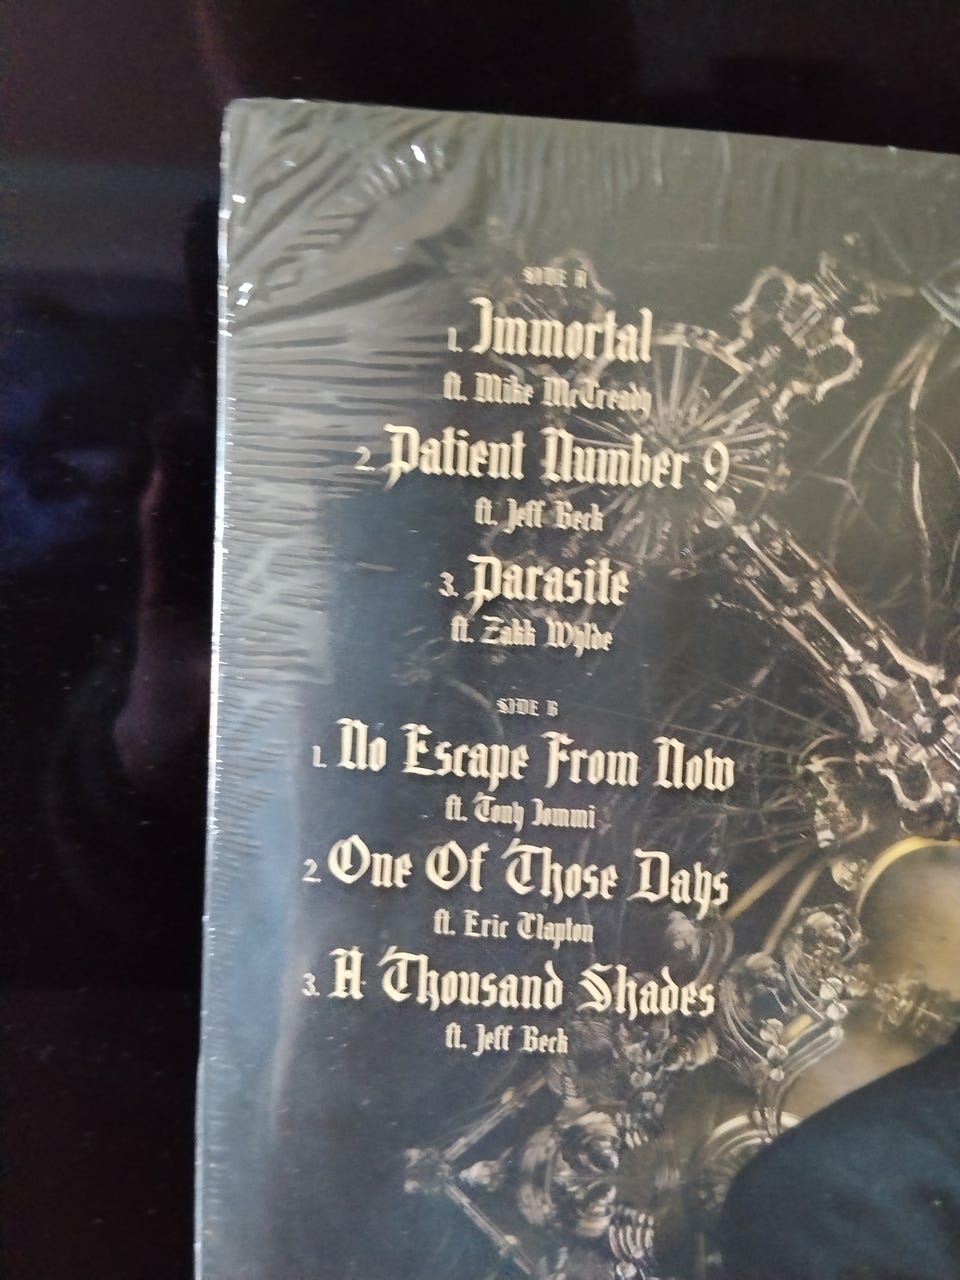 SIDE A
1. Immortal
ft. Mike McCready
2. Patient Number 9
ft. Jeff Beck
3. Parasite
ft. Zakk Wylde
SIDE B
1. No Escape From Now
ft. Tony Iommi
2. One Of Those Days
ft. Eric Clapton
3. A Thousand Shades
ft. Jeff Beck